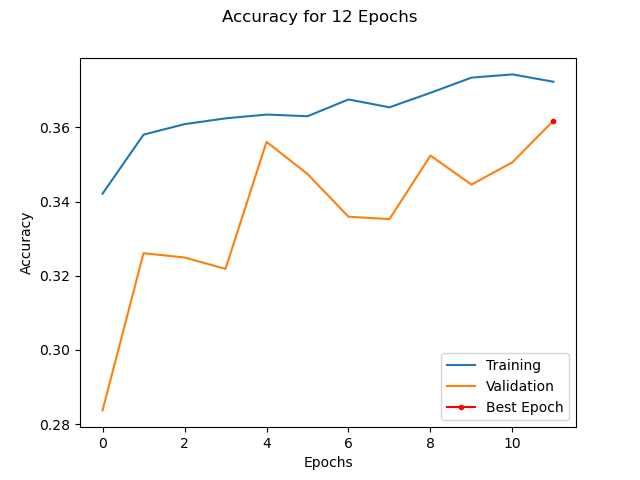 Accuracy for 12 Epochs
Accuracy
0.36
0.34
0.32
0.30
0.28
0 2 4 6 8 10
Epochs
Training
Validation
Best Epoch